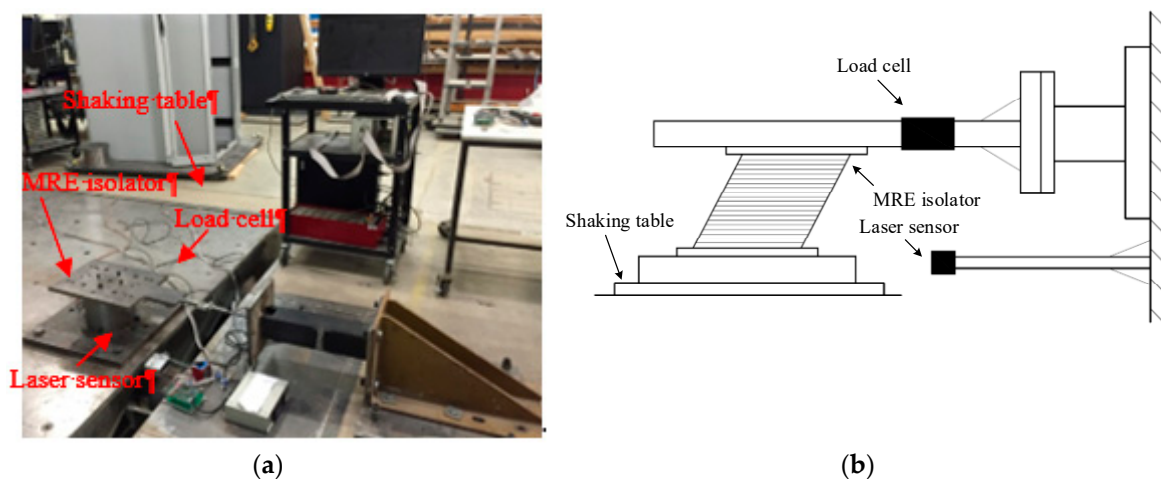 Shaking table¶
MRE isolator¶
Load cell¶
Laser sensor¶
(a)
Load cell
MRE isolator
Shaking table
Laser sensor
(b)